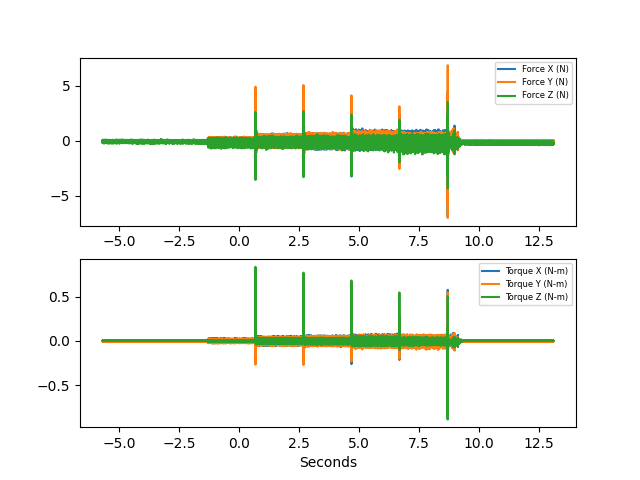 Force X (N)
Force Y (N)
Force Z (N)
5
0
−5
−5.0 −2.5 0.0 2.5 5.0 7.5 10.0 12.5
Torque X (N-m)
Torque Y (N-m)
Torque Z (N-m)
0.5
0.0
−0.5
−5.0 −2.5 0.0 2.5 5.0 7.5 10.0 12.5
Seconds